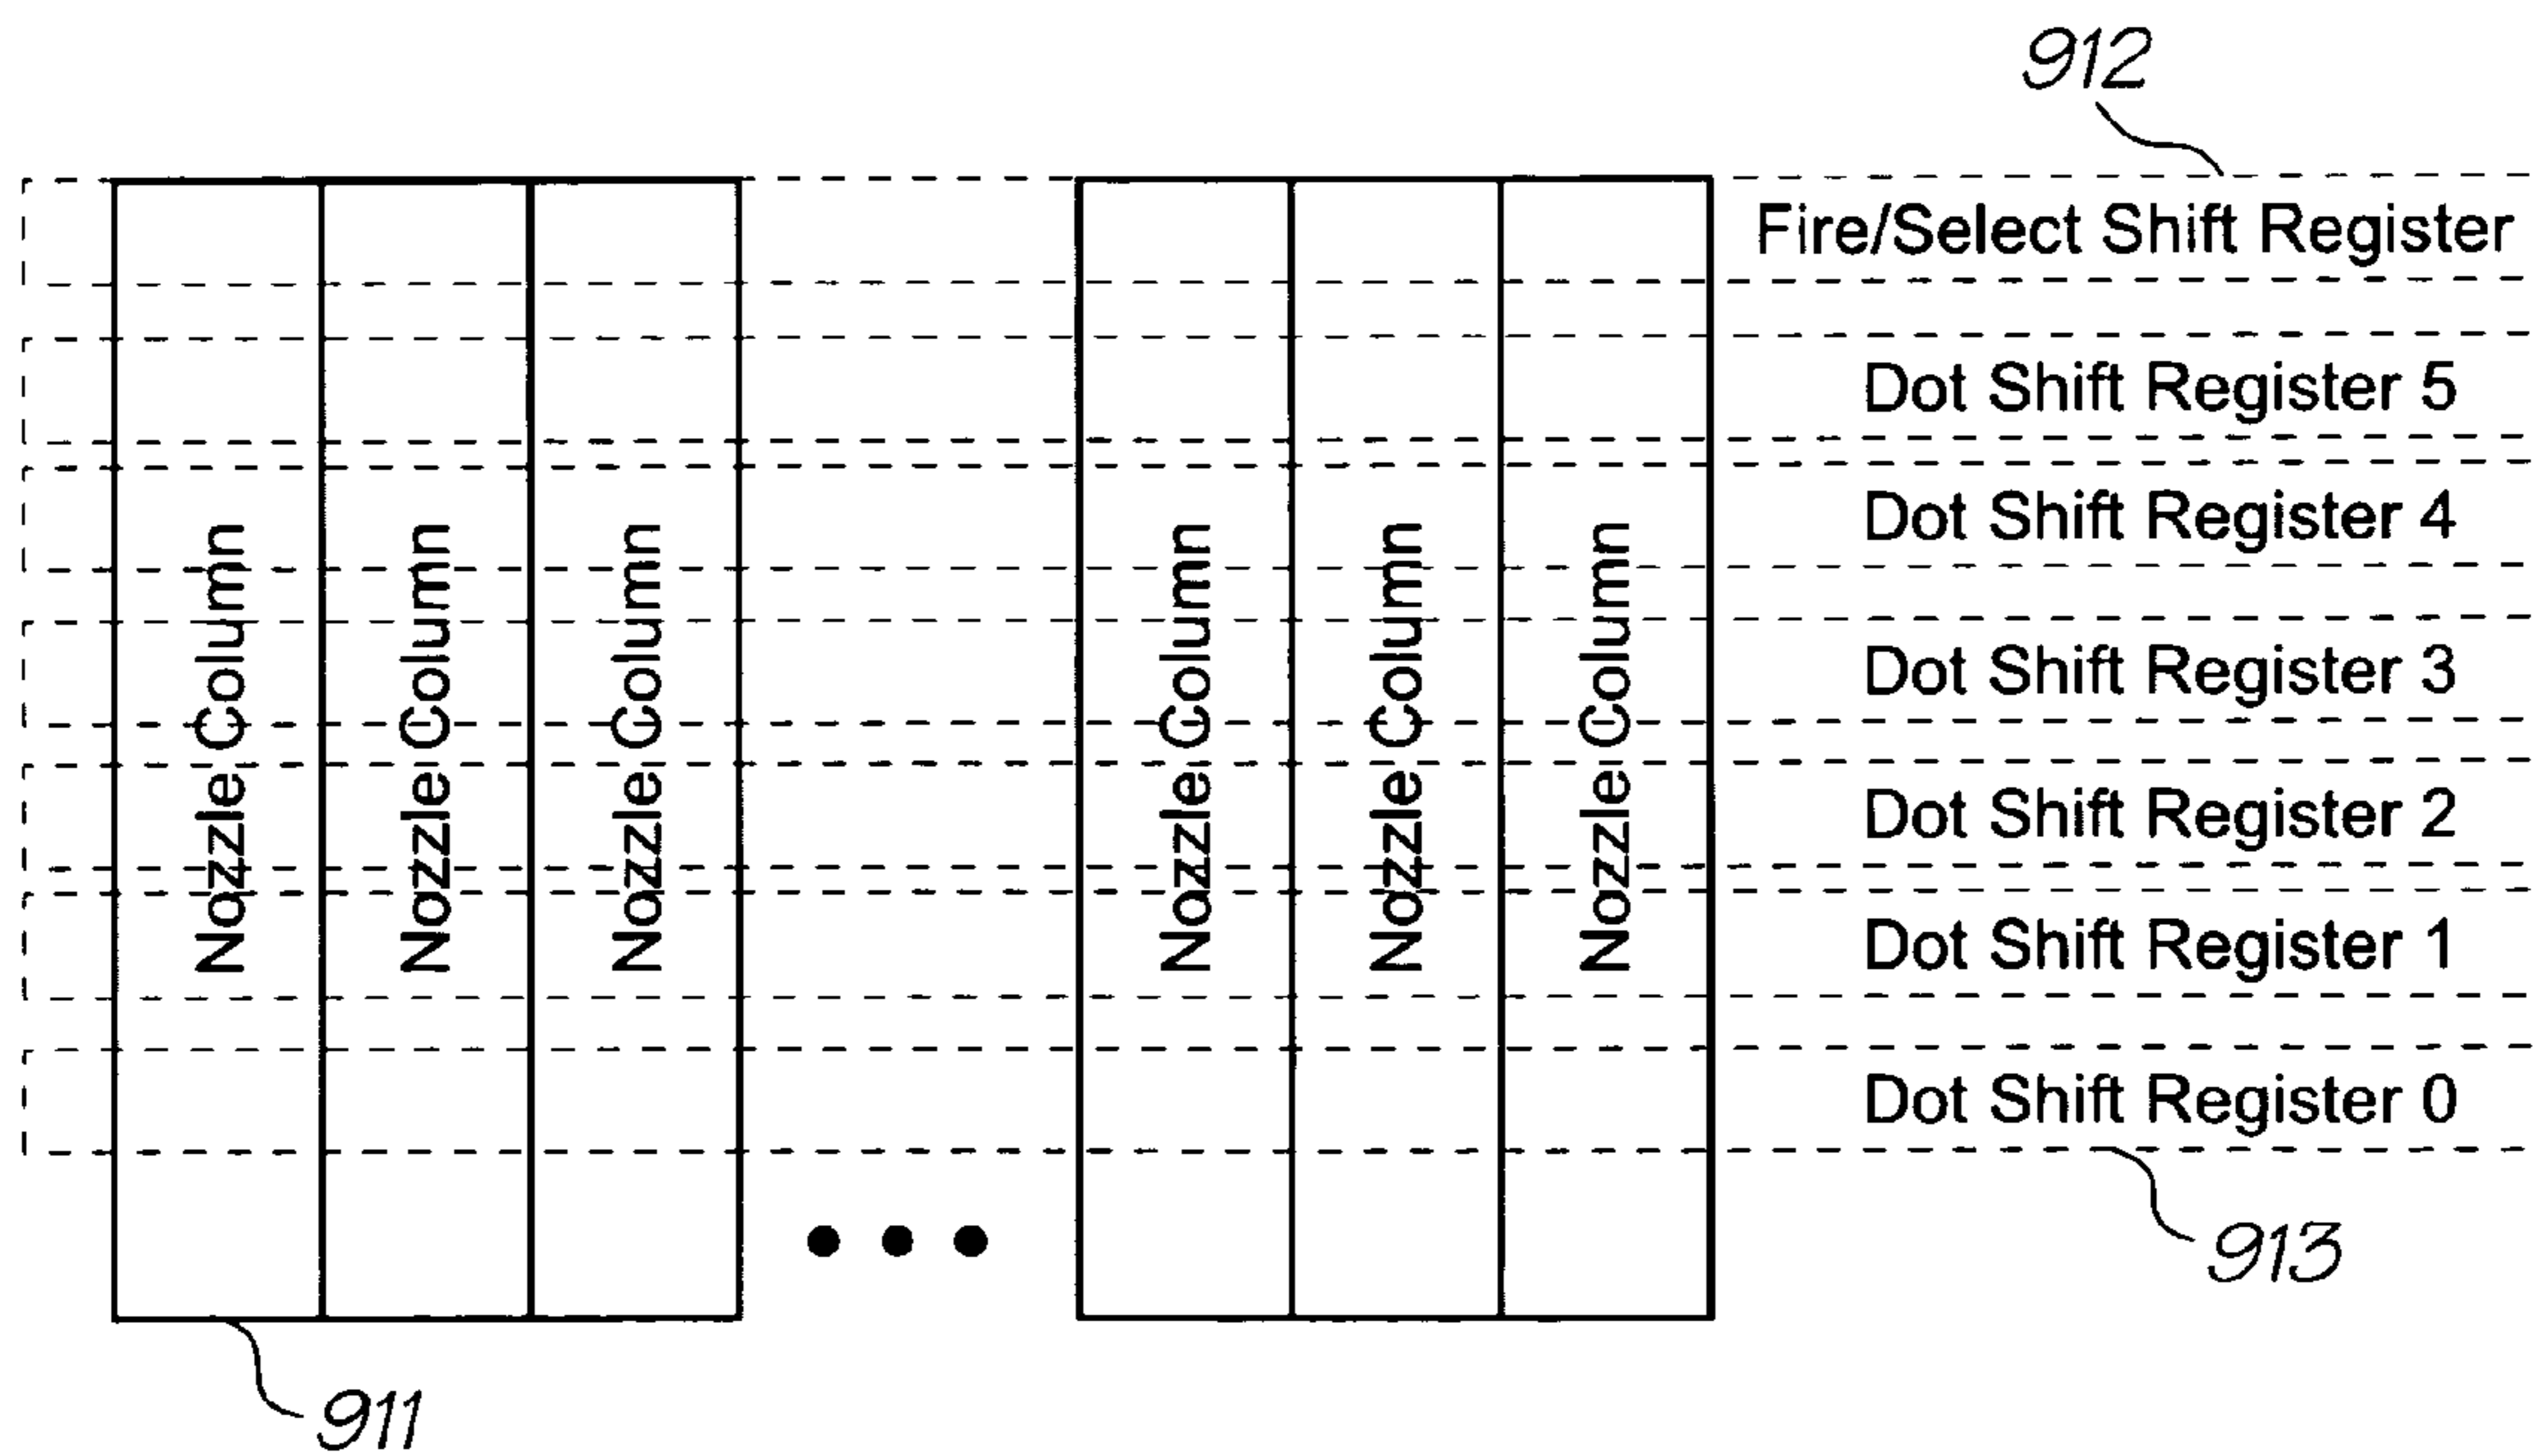 912
Fire/Select Shift Register
Dot Shift Register 5
Dot Shift Register 4
Dot Shift Register 3
Dot Shift Register 2
Dot Shift Register 1
Dot Shift Register 0
Nozzle Column
Nozzle Column
Nozzle Column
Nozzle Column
Nozzle Column
Nozzle Column
913
911